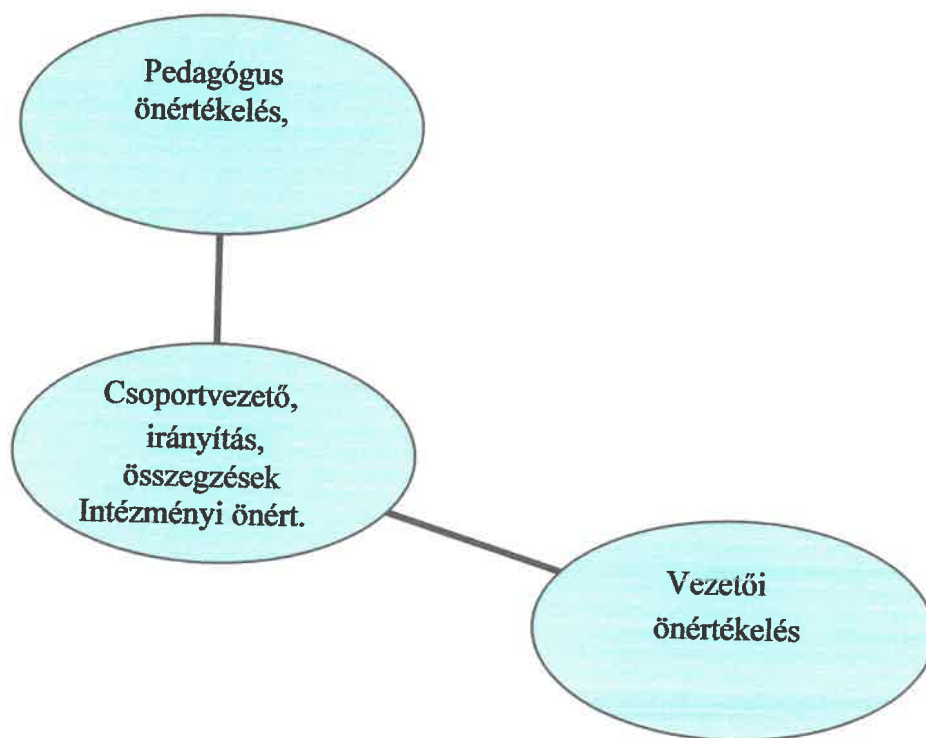 Pedagógus
önértékelés,
Csoportvezető,
irányítás,
összegzések
Intézményi önért.
Vezetői
önértékelés